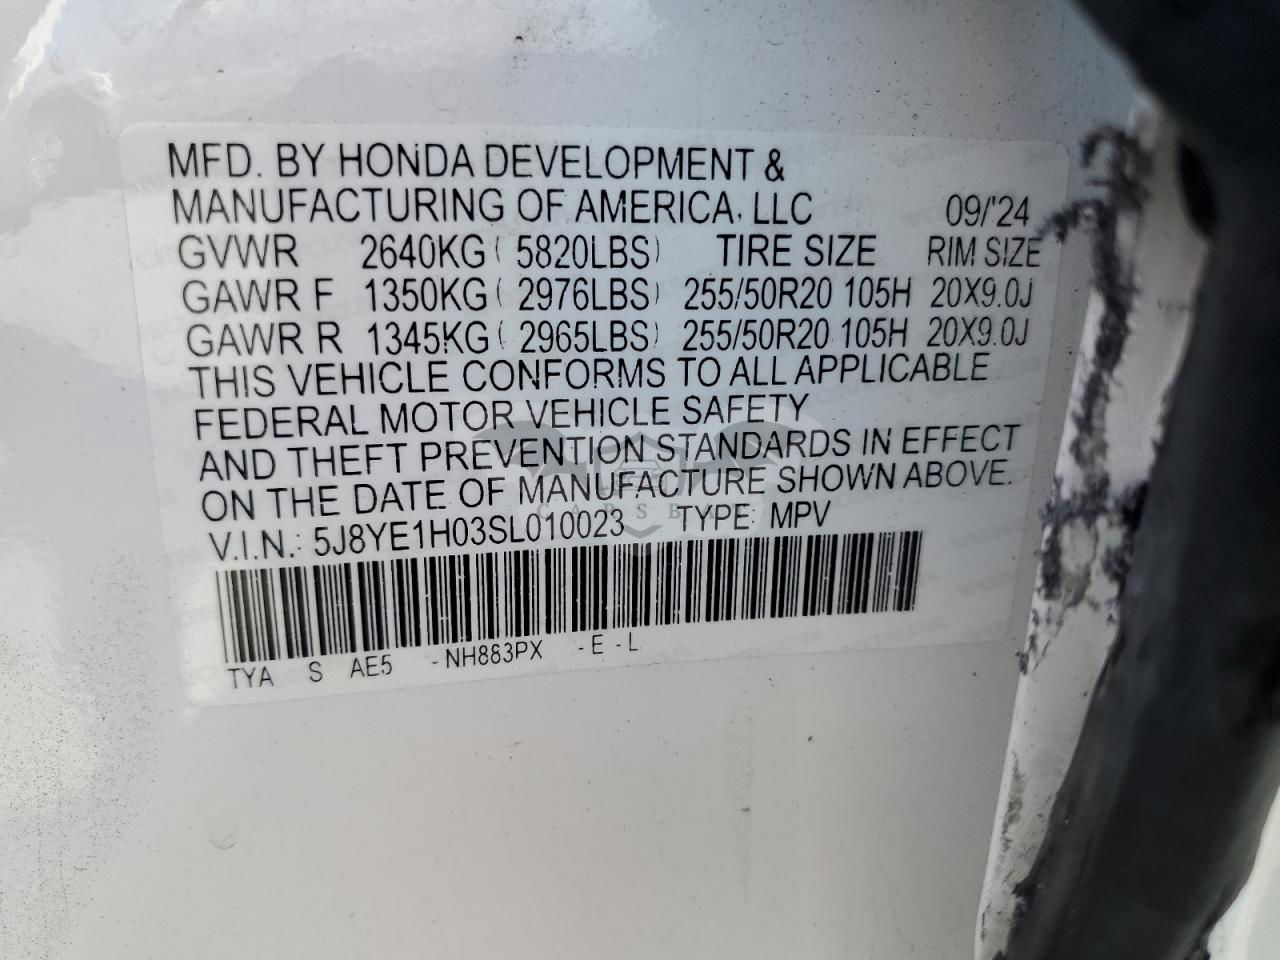 MFD. BY HONDA DEVELOPMENT &
MANUFACTURING OF AMERICA, LLC 09/'24
GVWR 2640KG ( 5820LBS) TIRE SIZE RIM SIZE
GAWR F 1350KG ( 2976LBS) 255/50R20 105H 20X9.0J
GAWR R 1345KG ( 2965LBS) 255/50R20 105H 20X9.0J
THIS VEHICLE CONFORMS TO ALL APPLICABLE
FEDERAL MOTOR VEHICLE SAFETY
AND THEFT PREVENTION STANDARDS IN EFFECT
ON THE DATE OF MANUFACTURE SHOWN ABOVE.
V.I.N.: 5J8YE1H03SL010023 TYPE: MPV
TYA S AE5 - NH883PX - E - L